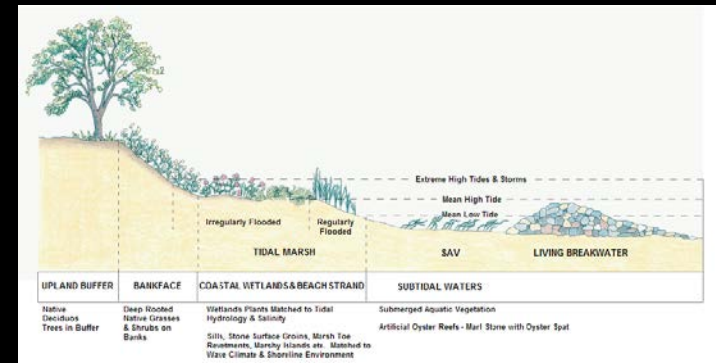 Extreme High Tides & Storms
Mean High Tide
Mean Low Tide
Irregularly Flooded
Regularly
Flooded
TIDAL MARSH
SAV
LIVING BREAKWATER
UPLAND BUFFER
BANKFACE
COASTAL WETLANDS & BEACH STRAND
SUBTIDAL WATERS
Native
Deciduos
Trees in Buffer
Deep Rooted
Native Grasses
& Shrubs on
Banks
Wetlands Plants Matched to Tidal
Hydrology & Salinity
Sills, Stone Surface Groins, Marsh Toe
Revetments, Marshy Islands etc. Matched to
Wave Climate & Shoreline Environment
Submerged Aquatic Vegetation
Artificial Oyster Reefs - Marl Stone with Oyster Spat